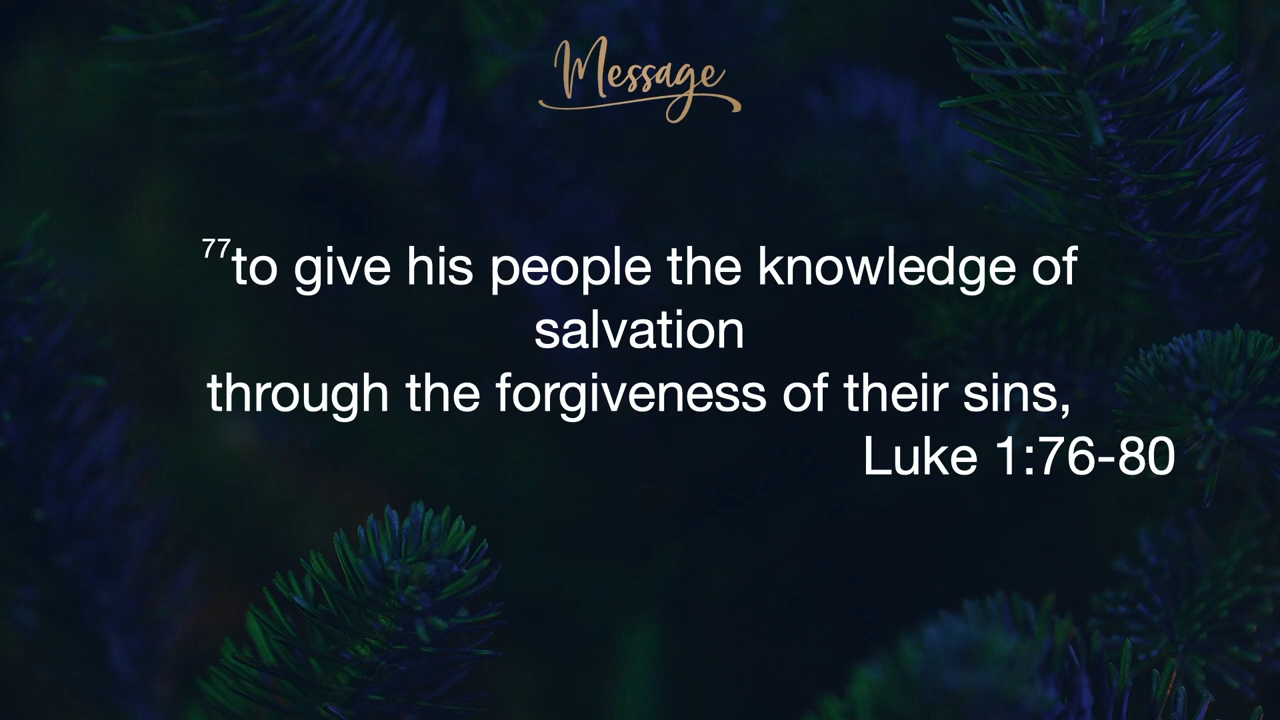 Message
77to give his people the knowledge of
salvation
through the forgiveness of their sins,
Luke 1:76-80